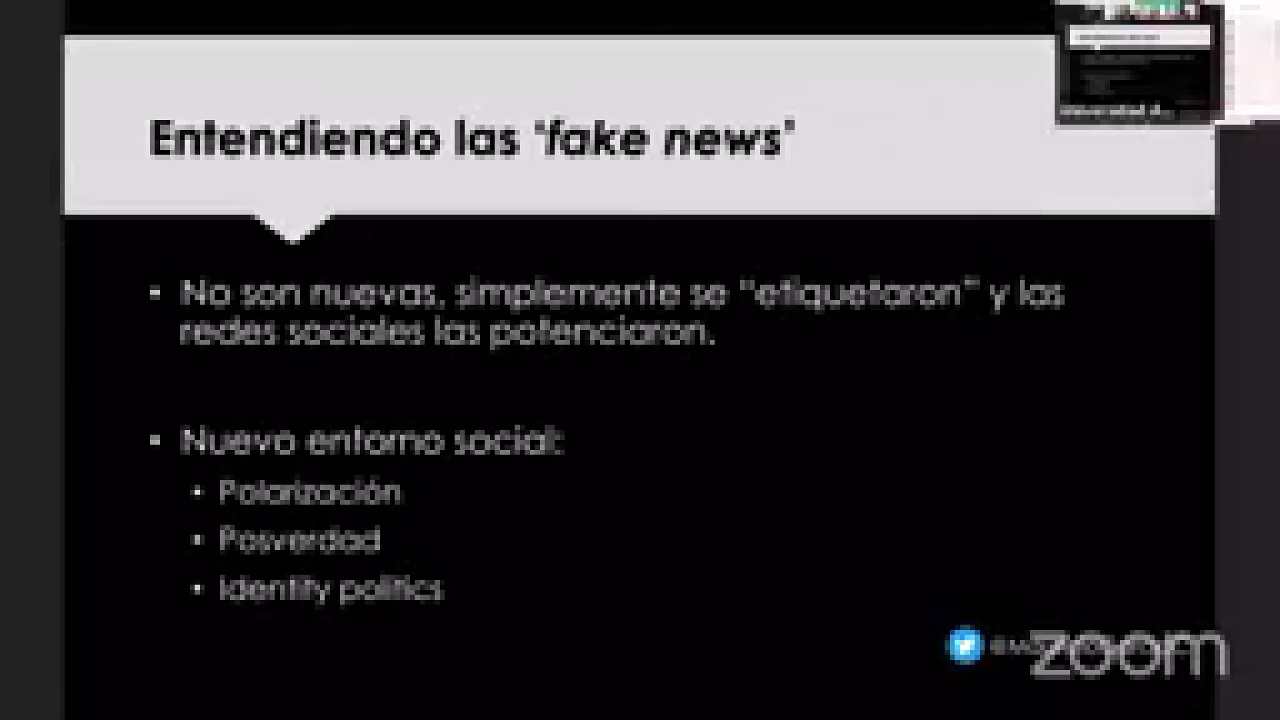 Entendiendo las 'fake news'
• No son nuevas, simplemente se "etiquetaron" y las
redes sociales las potenciaron.
• Nuevo entorno social:
• Polarización
• Posverdad
• Identity politics
zoom